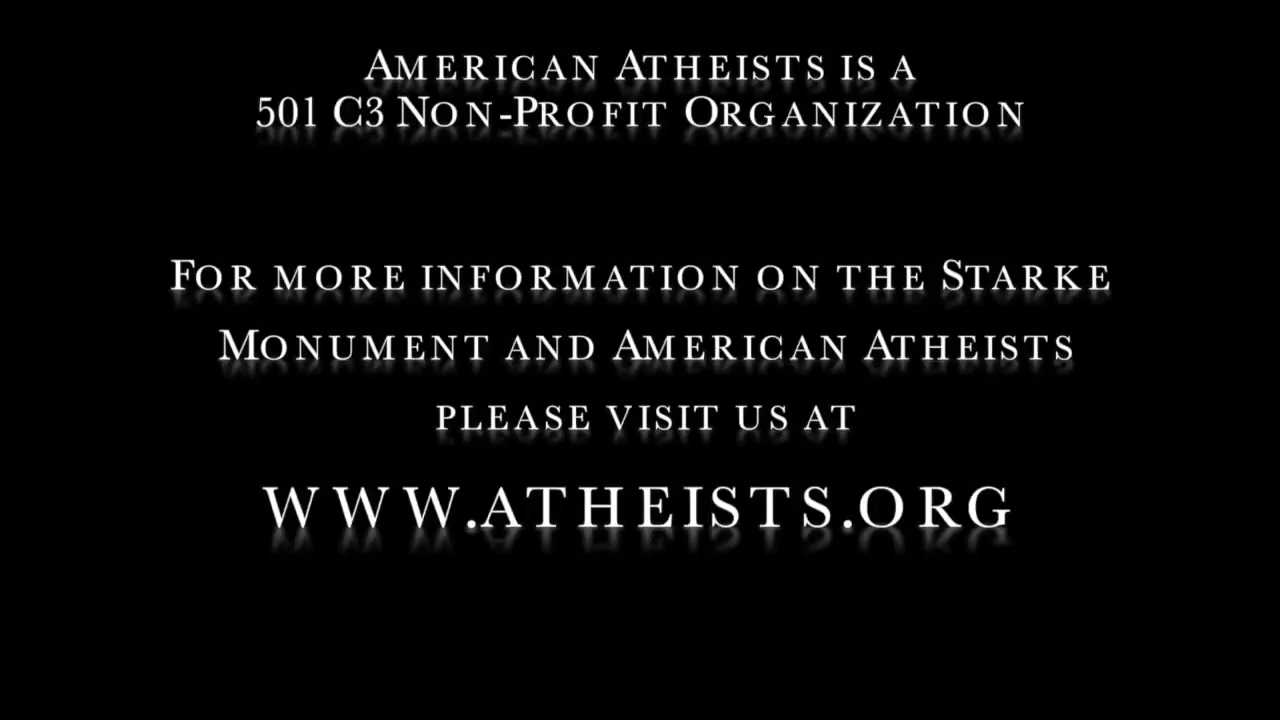 AMERICAN ATHEISTS IS A
501 C3 NON-PROFIT ORGANIZATION
FOR MORE INFORMATION ON THE STARKE
MONUMENT AND AMERICAN ATHEISTS
PLEASE VISIT US AT
WWW.ATHEISTS.ORG